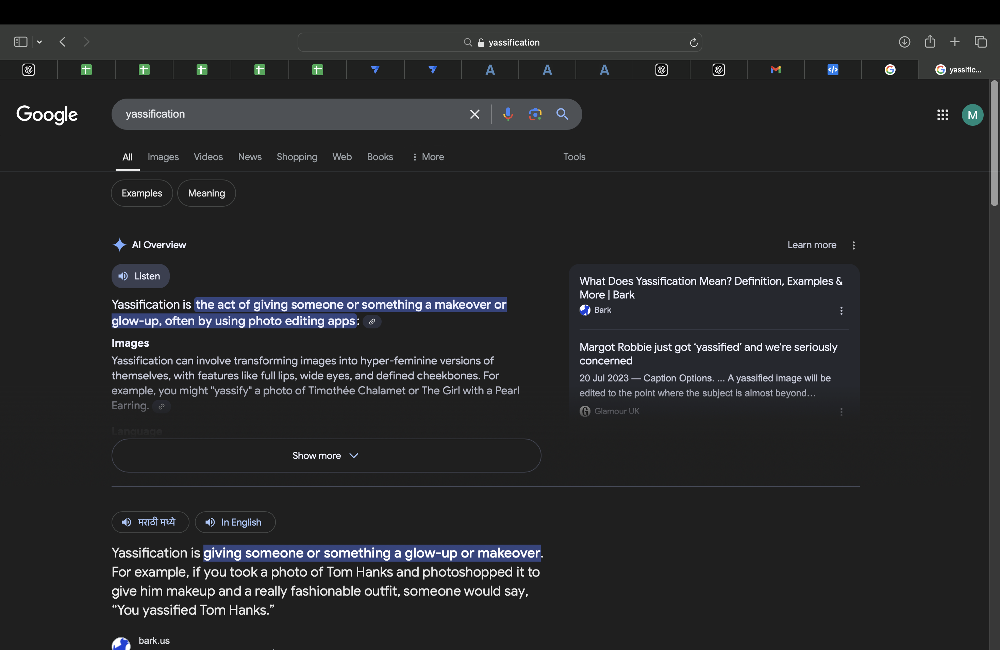 yassification
yassific...
Google
yassification
M
All Images Videos News Shopping Web Books More Tools
Examples Meaning
AI Overview
Learn more
Listen
Yassification is the act of giving someone or something a makeover or
glow-up, often by using photo editing apps:
Images
Yassification can involve transforming images into hyper-feminine versions of
themselves, with features like full lips, wide eyes, and defined cheekbones. For
example, you might "yassify" a photo of Timothée Chalamet or The Girl with a Pearl
Earring.
Language
Show more
What Does Yassification Mean? Definition, Examples &
More | Bark
Bark
Margot Robbie just got ‘yassified’ and we're seriously
concerned
20 Jul 2023 — Caption Options. ... A yassified image will be
edited to the point where the subject is almost beyond...
Glamour UK
मराठी मध्ये In English
Yassification is giving someone or something a glow-up or makeover.
For example, if you took a photo of Tom Hanks and photoshopped it to
give him makeup and a really fashionable outfit, someone would say,
“You yassified Tom Hanks.”
bark.us